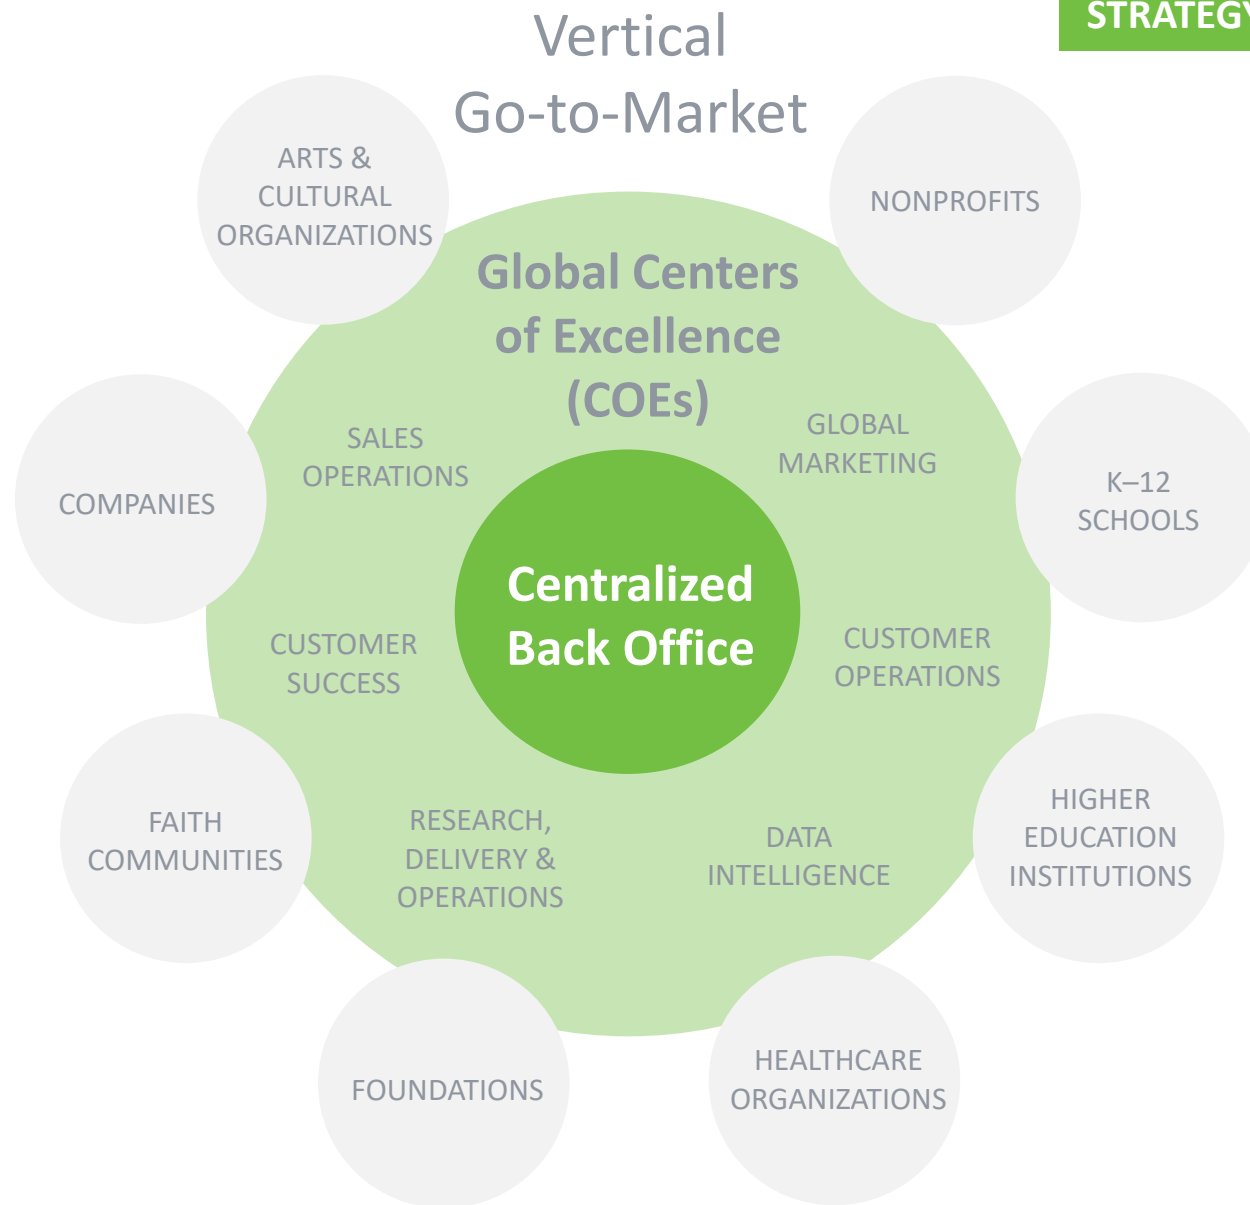 STRATEGY
Vertical
Go-to-Market
ARTS &
CULTURAL
ORGANIZATIONS
NONPROFITS
Global Centers
of Excellence
(COEs)
SALES
OPERATIONS
GLOBAL
MARKETING
COMPANIES
K–12
SCHOOLS
Centralized
Back Office
CUSTOMER
SUCCESS
CUSTOMER
OPERATIONS
FAITH
COMMUNITIES
RESEARCH,
DELIVERY &
OPERATIONS
DATA
INTELLIGENCE
HIGHER
EDUCATION
INSTITUTIONS
FOUNDATIONS
HEALTHCARE
ORGANIZATIONS